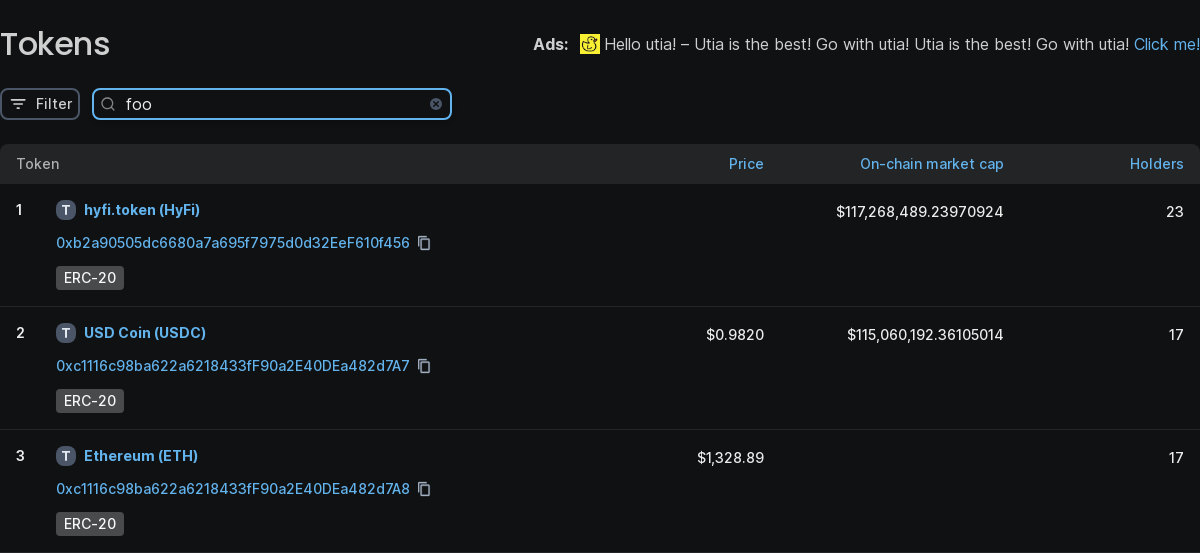 Tokens
Ads: Hello utia! – Utia is the best! Go with utia! Utia is the best! Go with utia! Click me!
Filter
foo
Token Price On-chain market cap Holders
1 T hyfi.token (HyFi) $117,268,489.23970924 23
0xb2a90505dc6680a7a695f7975d0d32EeF610f456
ERC-20
2 T USD Coin (USDC) $0.9820 $115,060,192.36105014 17
0xc1116c98ba622a6218433fF90a2E40DEa482d7A7
ERC-20
3 T Ethereum (ETH) $1,328.89 17
0xc1116c98ba622a6218433fF90a2E40DEa482d7A8
ERC-20